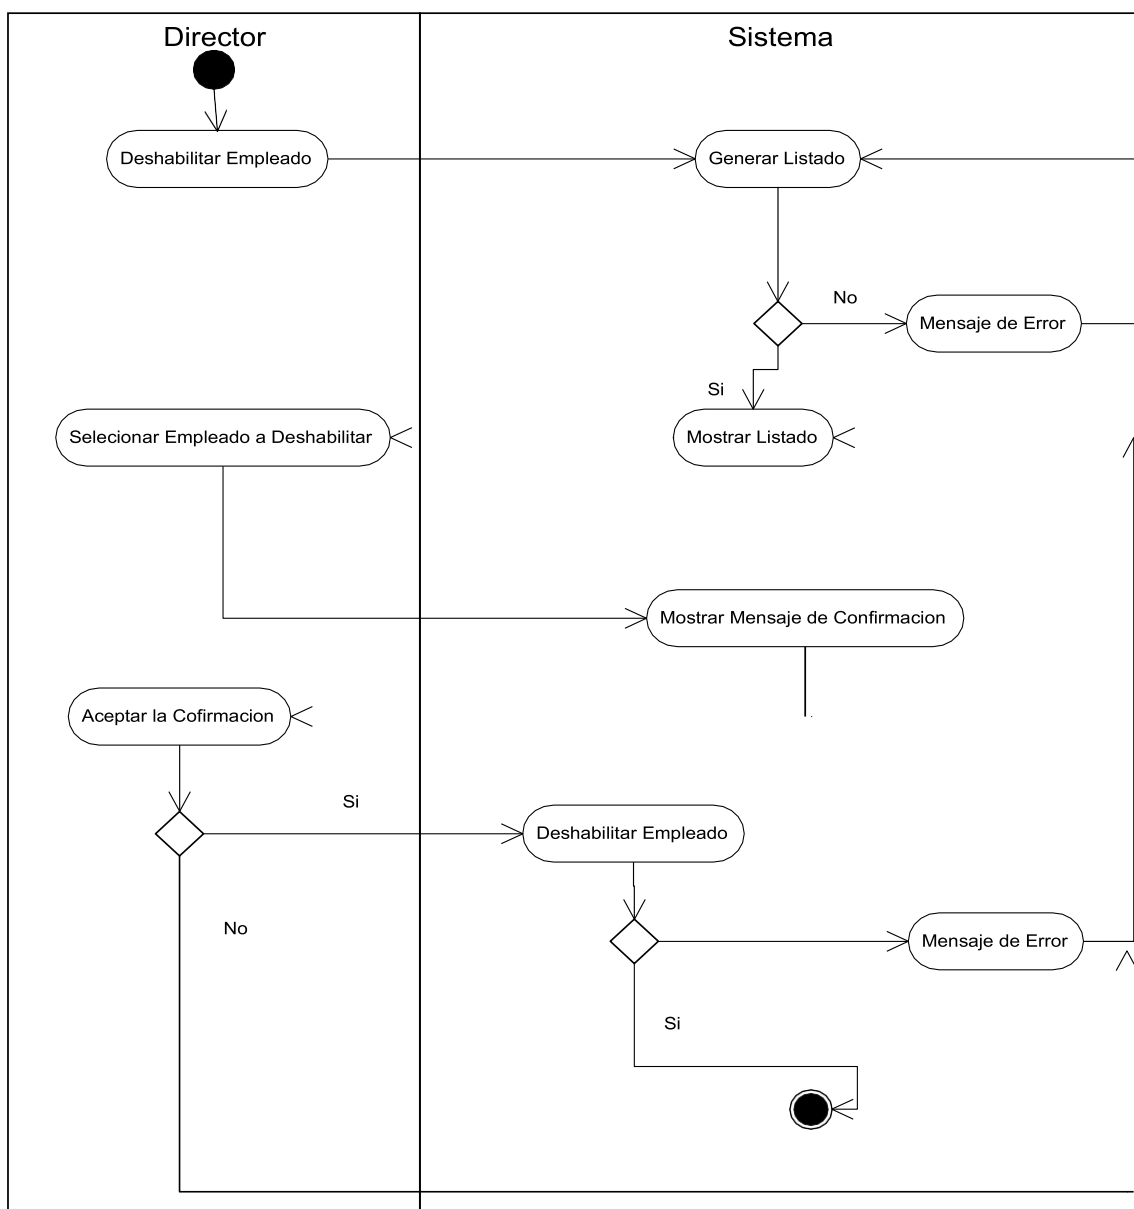 Director
Sistema
Deshabilitar Empleado
Generar Listado
No
Mensaje de Error
Si
Selecionar Empleado a Deshabilitar
Mostrar Listado
Mostrar Mensaje de Confirmacion
Aceptar la Cofirmacion
Si
Deshabilitar Empleado
No
Mensaje de Error
Si